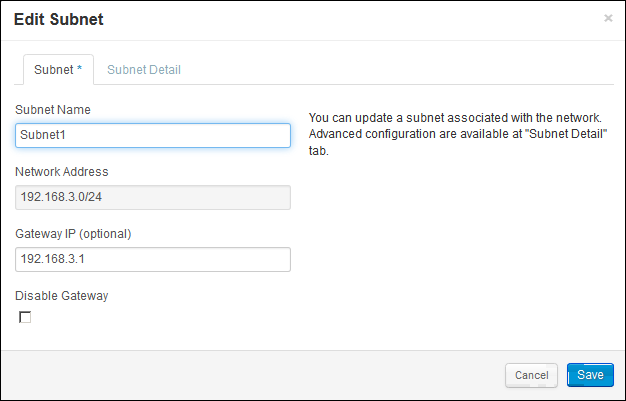 Edit Subnet ×
Subnet * Subnet Detail
Subnet Name
Subnet1
You can update a subnet associated with the network.
Advanced configuration are available at "Subnet Detail"
tab.
Network Address
192.168.3.0/24
Gateway IP (optional)
192.168.3.1
Disable Gateway
Cancel Save